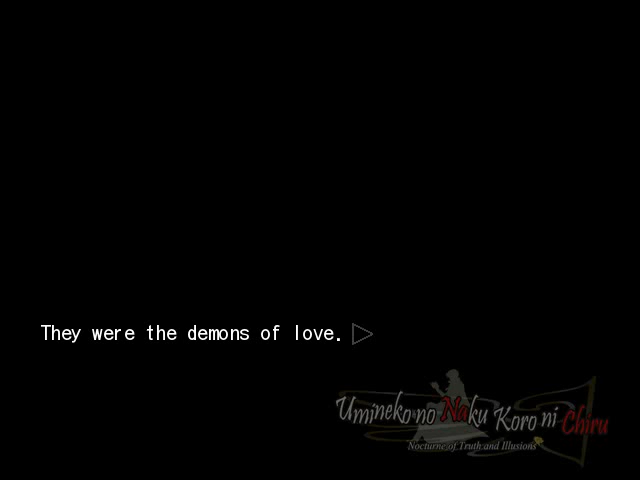 They were the demons of love.
Umineko no Naku Koro ni Chiru
Nocturne of Truth and Illusions